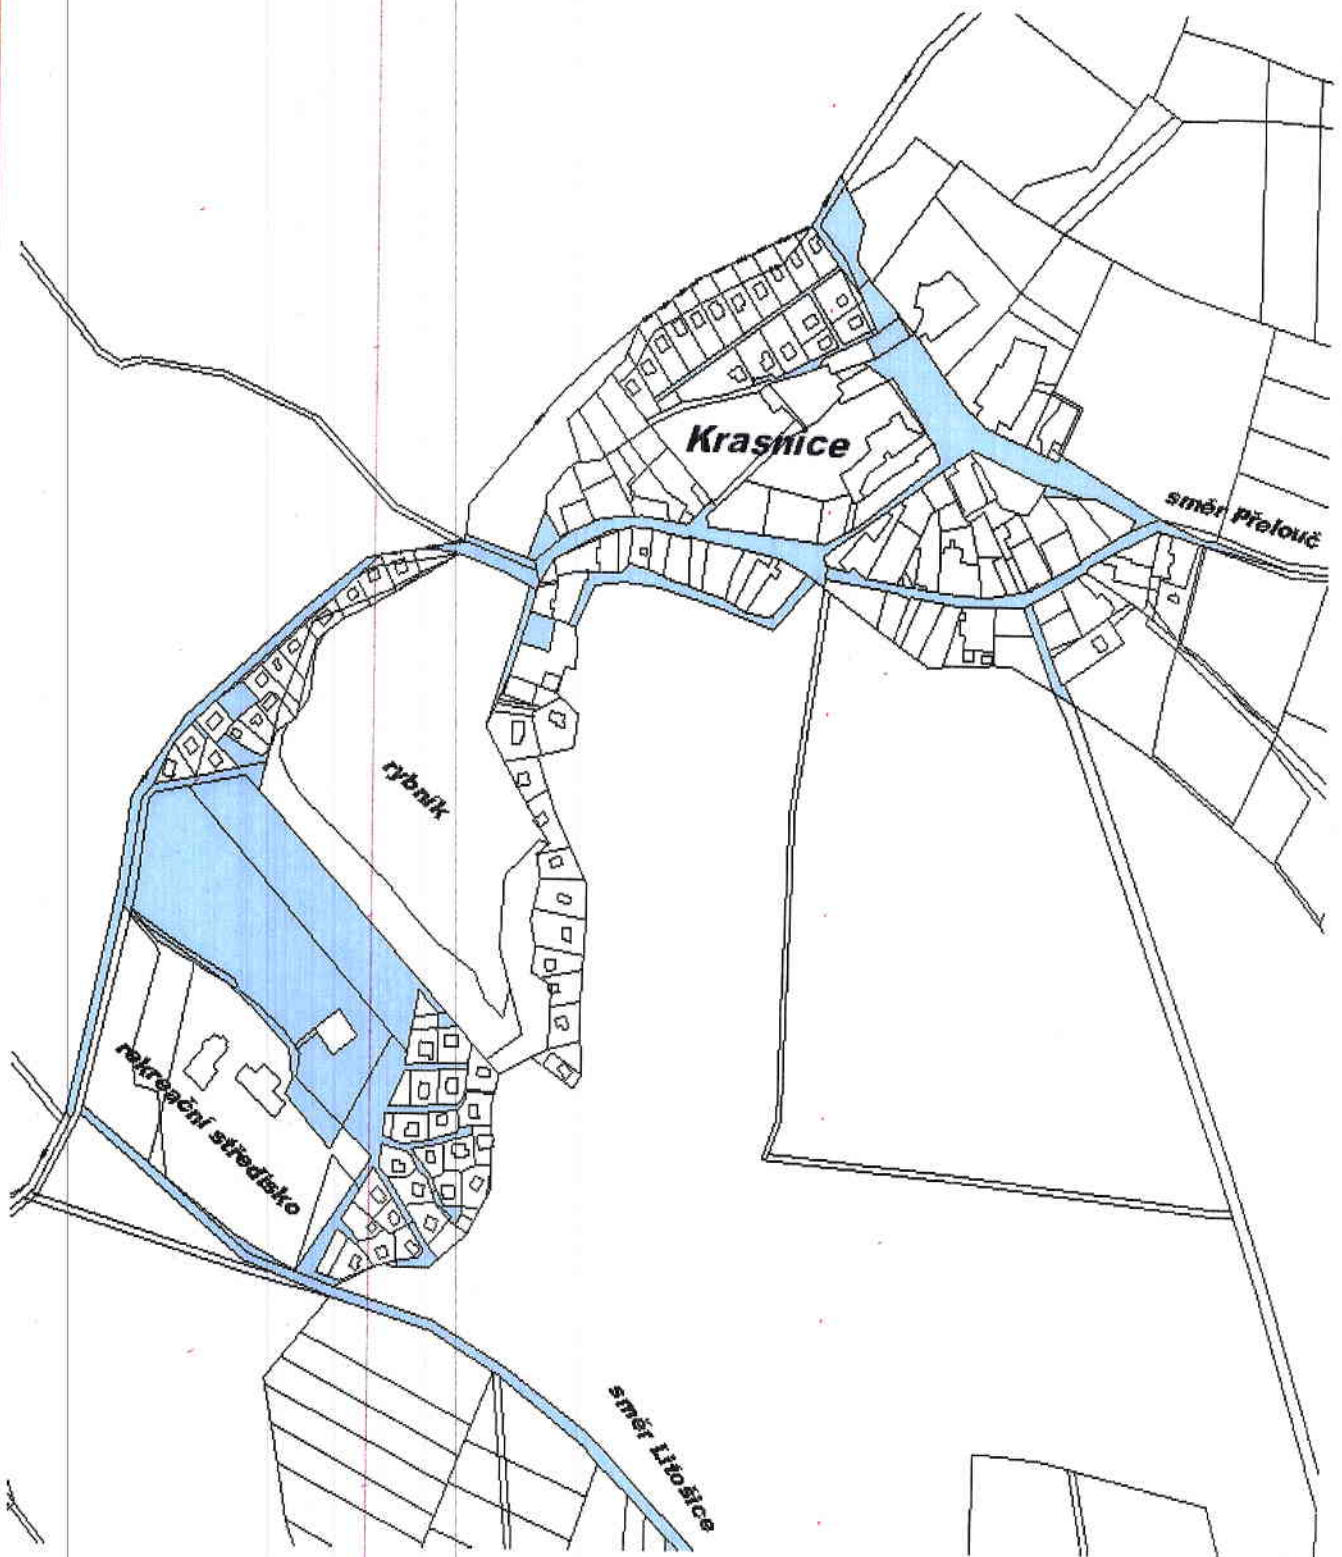 Krasnice
směr Přelouč
rybník
rekreační středisko
směr Litošice